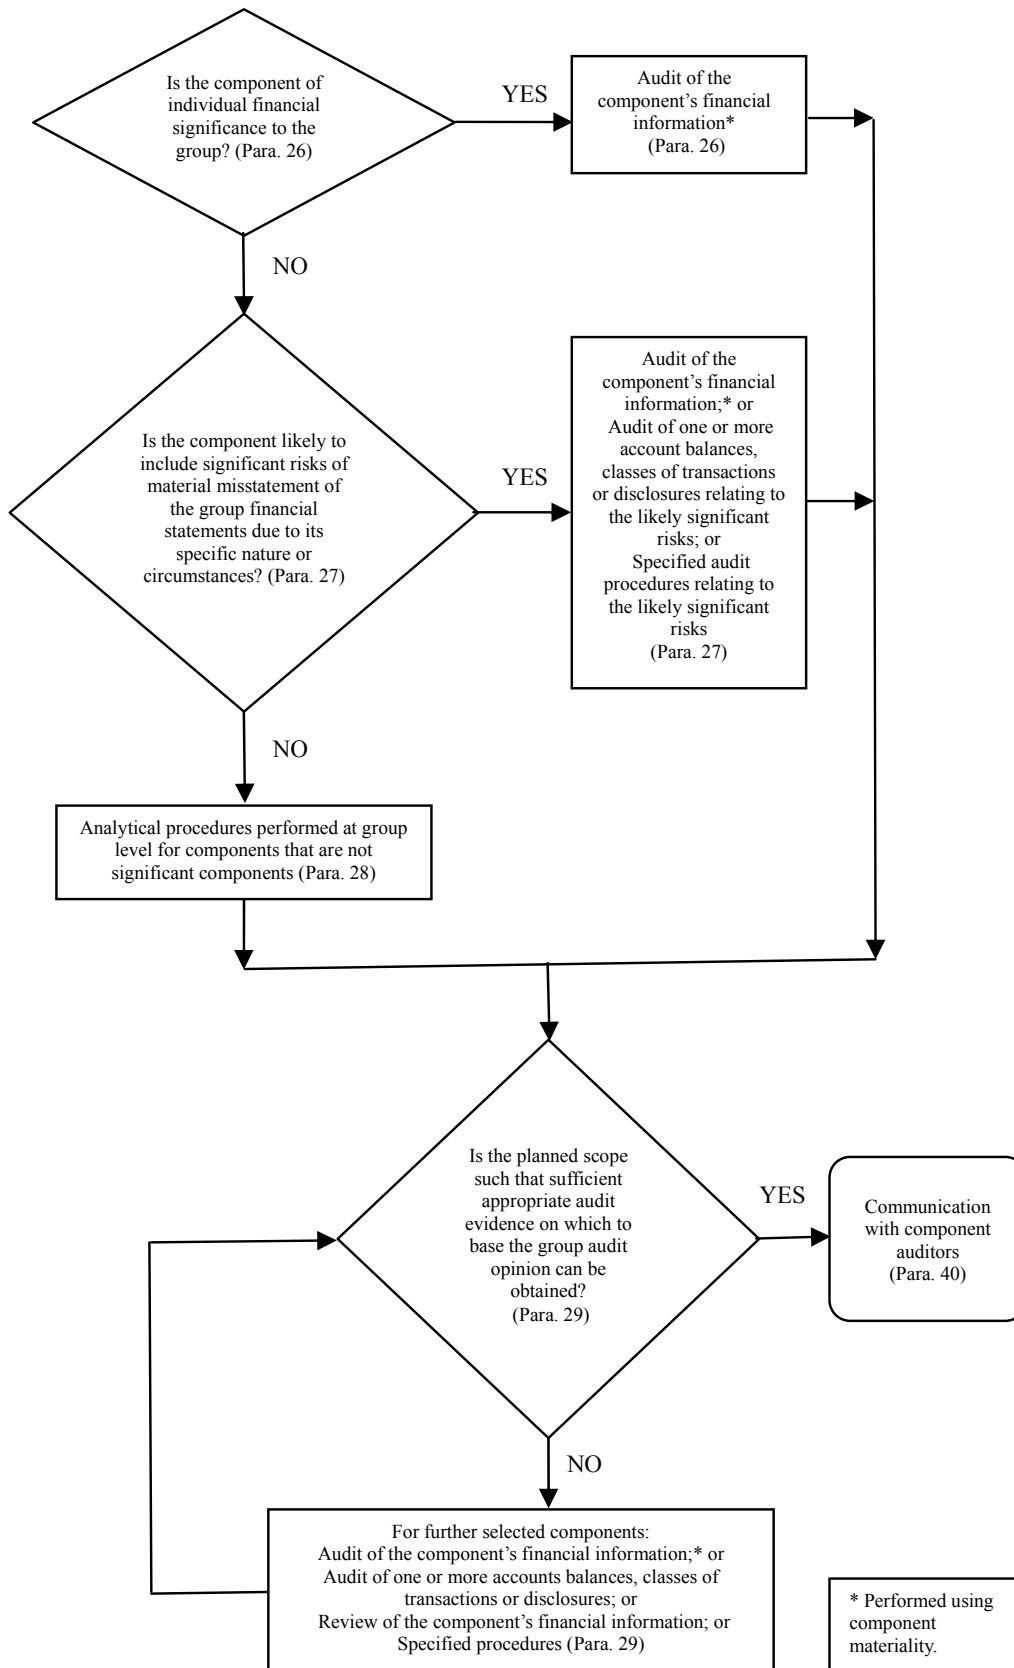 Is the component of
individual financial
significance to the
group? (Para. 26)
YES
Audit of the
component’s financial
information*
(Para. 26)
NO
Is the component likely to
include significant risks of
material misstatement of
the group financial
statements due to its
specific nature or
circumstances? (Para. 27)
YES
Audit of the
component’s financial
information;* or
Audit of one or more
account balances,
classes of transactions
or disclosures relating to
the likely significant
risks; or
Specified audit
procedures relating to
the likely significant
risks
(Para. 27)
NO
Analytical procedures performed at group
level for components that are not
significant components (Para. 28)
Is the planned scope
such that sufficient
appropriate audit
evidence on which to
base the group audit
opinion can be
obtained?
(Para. 29)
YES
Communication
with component
auditors
(Para. 40)
NO
For further selected components:
Audit of the component’s financial information;* or
Audit of one or more accounts balances, classes of
transactions or disclosures; or
Review of the component’s financial information; or
Specified procedures (Para. 29)
* Performed using
component
materiality.